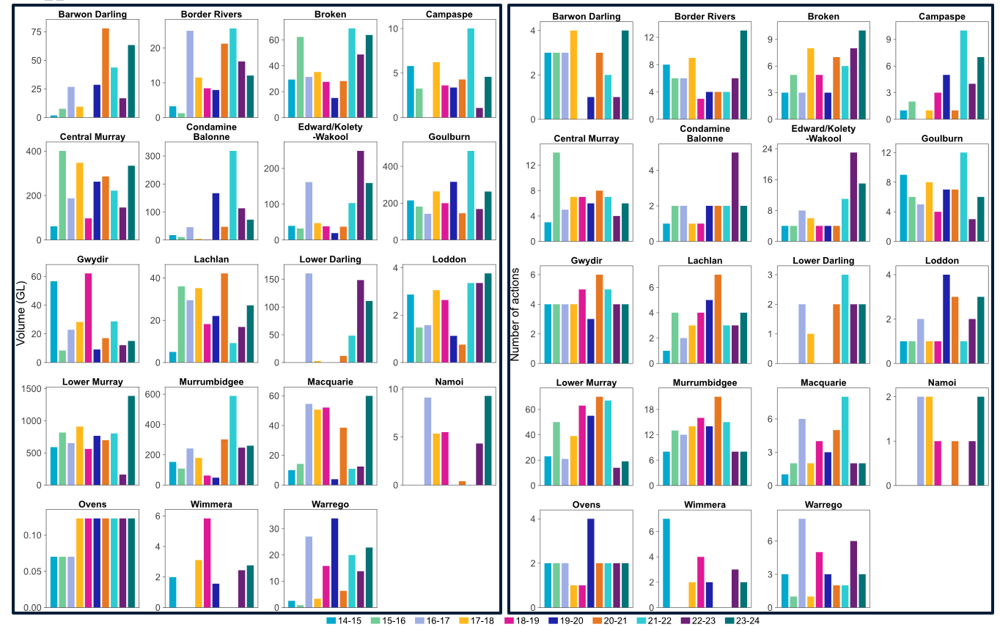 Barwon Darling Border Rivers Broken Campaspe
75 50 25 0
20 10 0
60 40 20 0
10 5 0
Central Murray Condamine Balonne Edward/Kolety -Wakool Goulburn
400 200 0
300 200 100 0
200 100 0
400 200 0
Gwydir Lachlan Lower Darling Loddon
60 40 20 0
40 20 0
150 100 50 0
4 2 0
Volume (GL)
Lower Murray Murrumbidgee Macquarie Namoi
1500 1000 500 0
600 400 200 0
60 40 20 0
10 5 0
Ovens Wimmera Warrego
0.10 0.05 0.00
6 4 2 0
30 20 10 0
Barwon Darling Border Rivers Broken Campaspe
4 2 0
12 8 4 0
9 6 3 0
9 6 3 0
Central Murray Condamine Balonne Edward/Kolety -Wakool Goulburn
12 8 4 0
4 2 0
24 16 8 0
12 8 4 0
Gwydir Lachlan Lower Darling Loddon
6 4 2 0
6 4 2 0
3 2 1 0
4 2 0
Number of actions
Lower Murray Murrumbidgee Macquarie Namoi
60 40 20 0
18 12 6 0
6 3 0
2 1 0
Ovens Wimmera Warrego
4 2 0
6 4 2 0
6 3 0
14-15 15-16 16-17 17-18 18-19 19-20 20-21 21-22 22-23 23-24